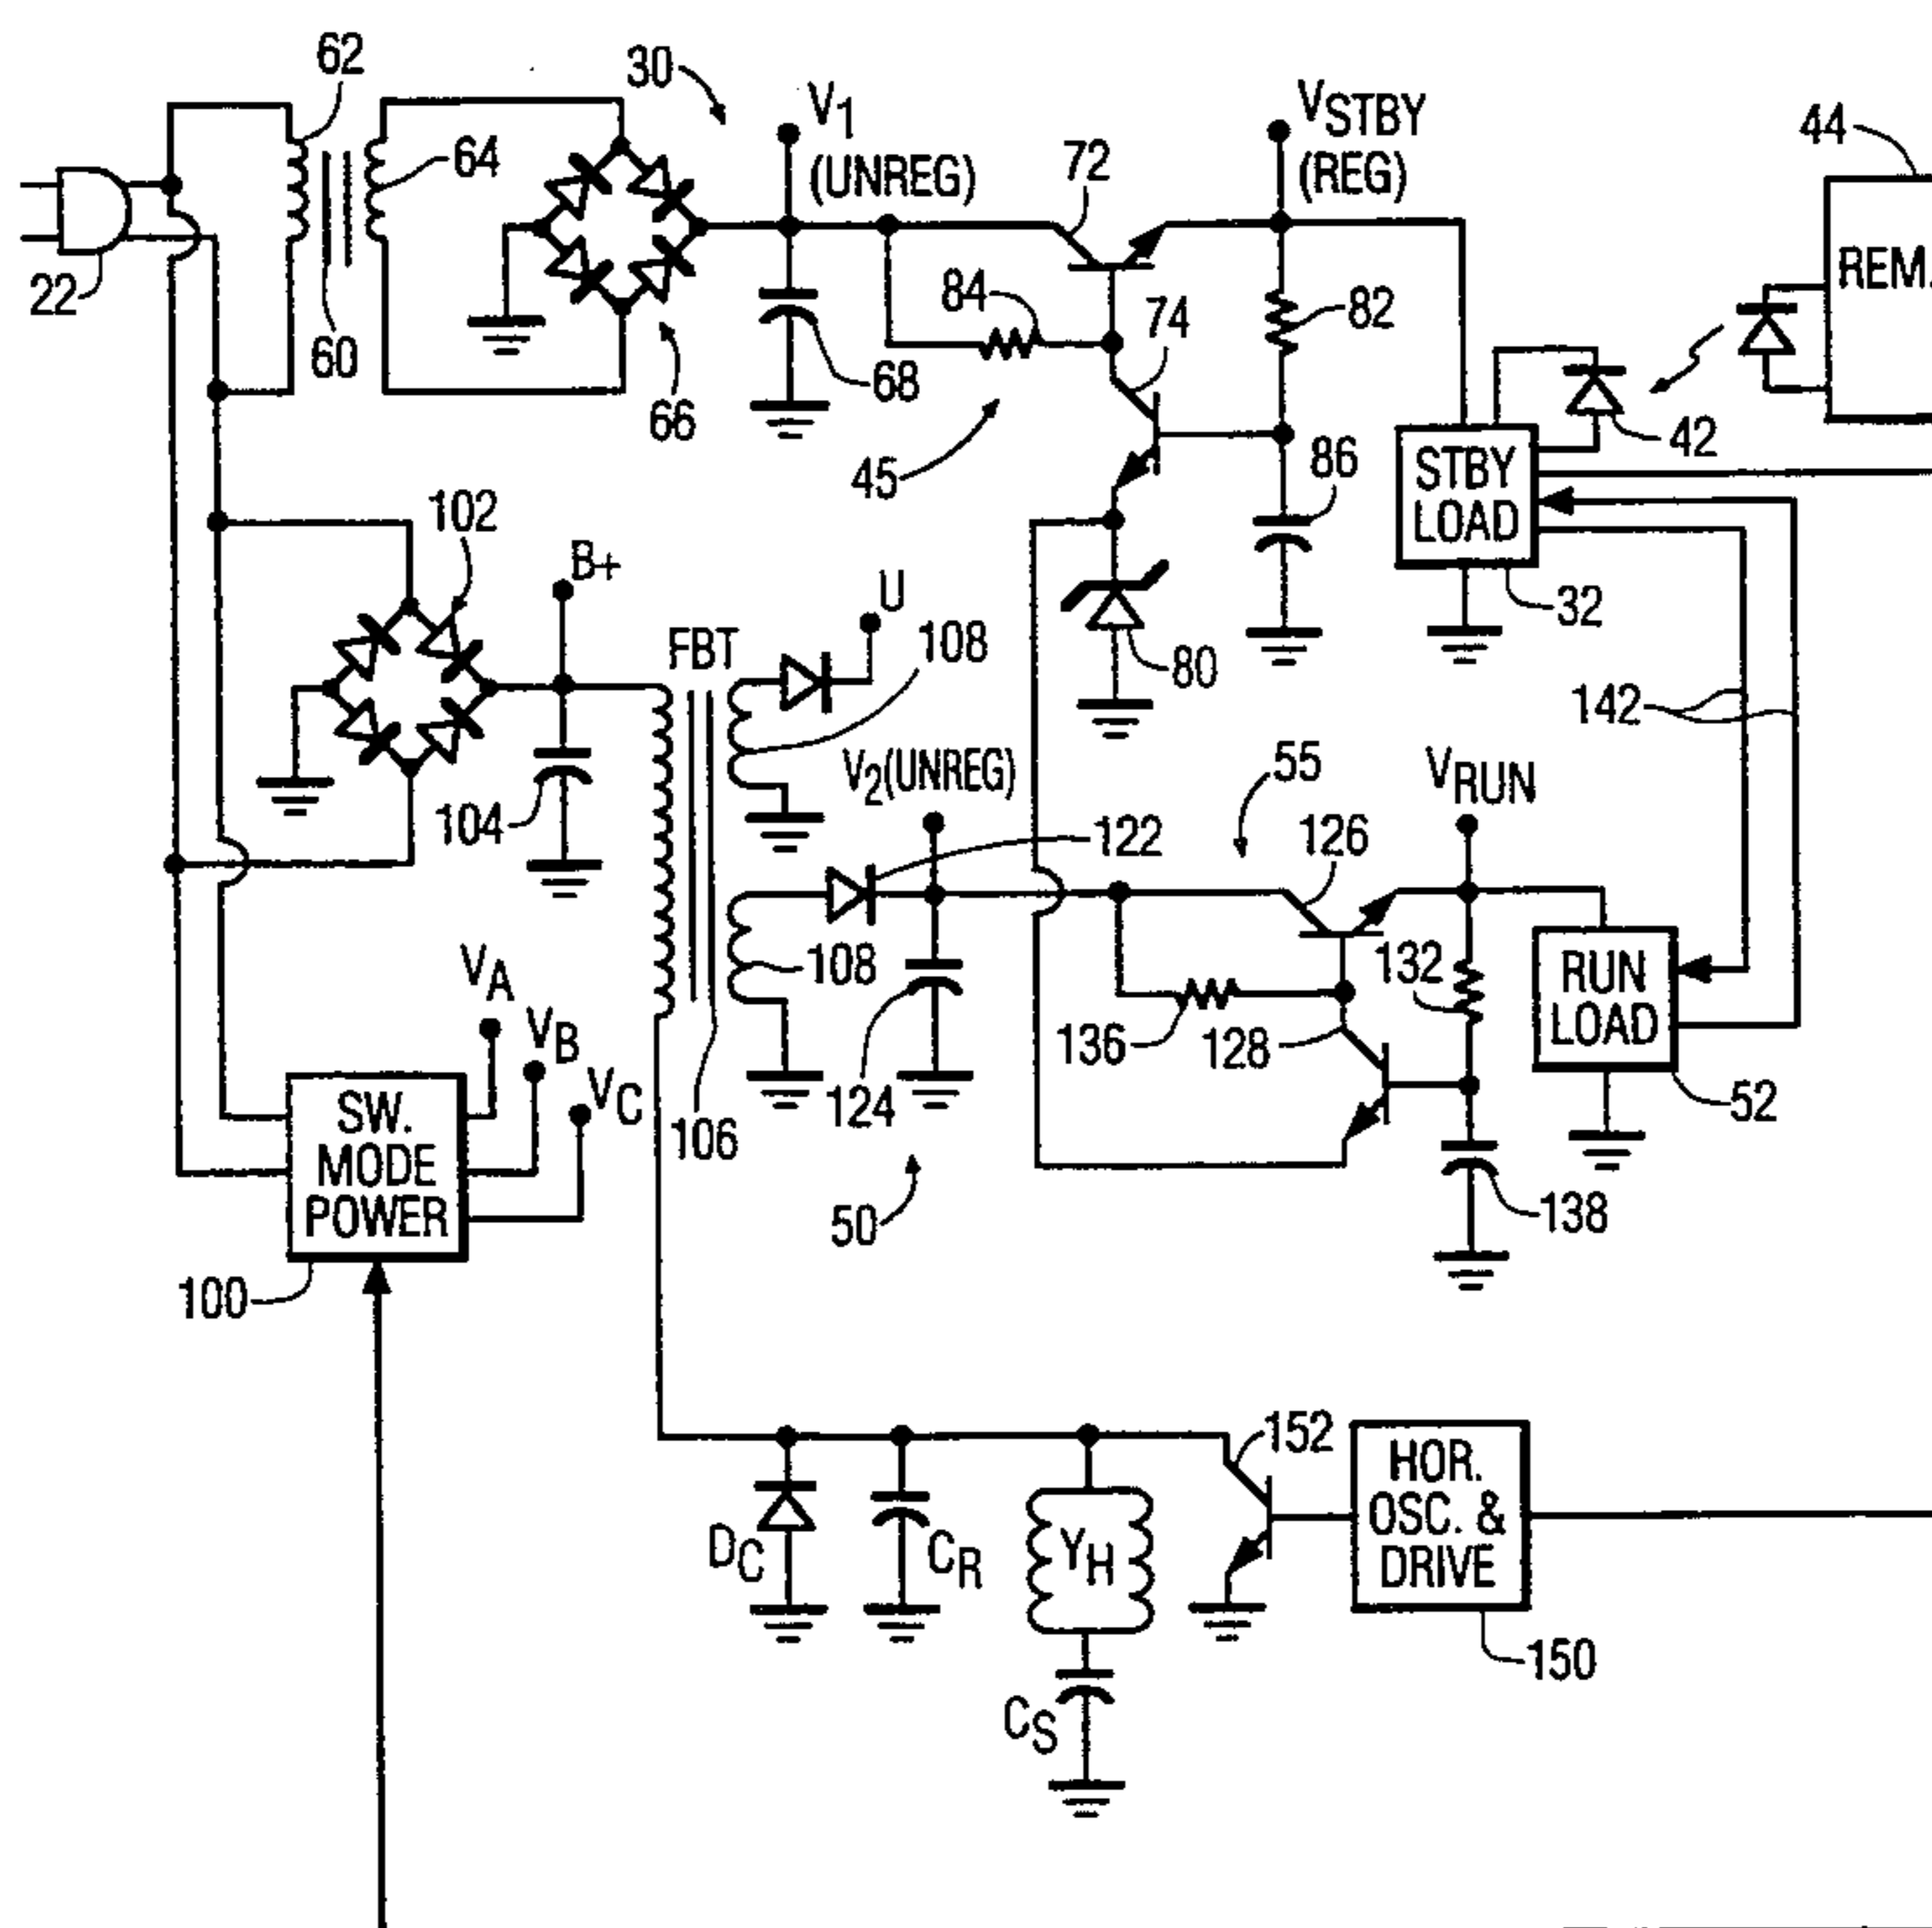 62
30
V1
(UNREG)
VSTBY
(REG)
44
64
72
REM.
22
60
84
74
82
68
66
45
86
42
STBY
LOAD
32
102
B+
U
FBT
108
80
142
104
V2(UNREG)
55
VRUN
122
126
108
132
RUN
LOAD
VA
VB
VC
136
128
124
52
SW.
MODE
POWER
106
50
138
100
152
HOR.
OSC. &
DRIVE
DC
CR
YH
150
CS